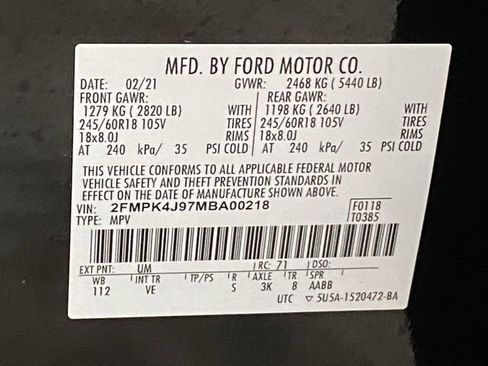 MFD. BY FORD MOTOR CO.
DATE: 02/21 GVWR: 2468 KG ( 5440 LB)
FRONT GAWR: REAR GAWR:
1279 KG ( 2820 LB) WITH 1198 KG ( 2640 LB) WITH
245/60R18 105V TIRES 245/60R18 105V TIRES
18x8.0J RIMS 18x8.0J RIMS
AT 240 kPa/ 35 PSI COLD AT 240 kPa/ 35 PSI COLD
THIS VEHICLE CONFORMS TO ALL APPLICABLE FEDERAL MOTOR
VEHICLE SAFETY AND THEFT PREVENTION STANDARDS IN
EFFECT ON THE DATE OF MANUFACTURE SHOWN ABOVE.
VIN: 2FMPK4J97MBA00218 F0118
TYPE: MPV T0385
EXT PNT: UM RC: 71 DSO:
WB INT TR TP/PS R AXLE TR SPR
112 VE S 3K 8 AABB
UTC ▽5U5A-1520472-BA